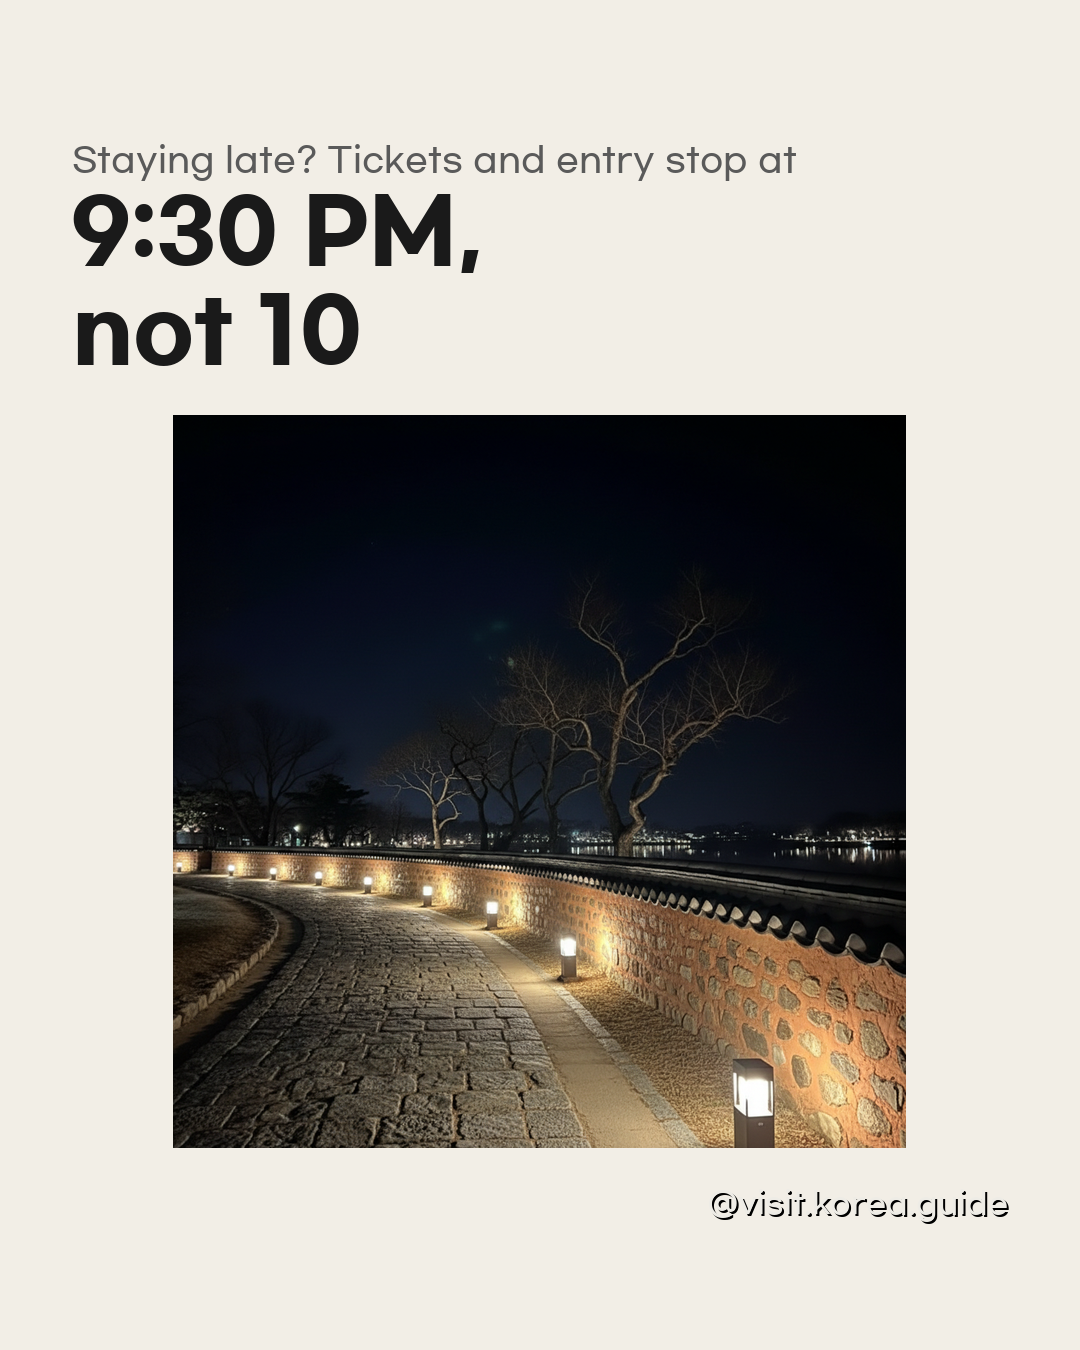 Staying late? Tickets and entry stop at
9:30 PM,
not 10
@visit.korea.guide